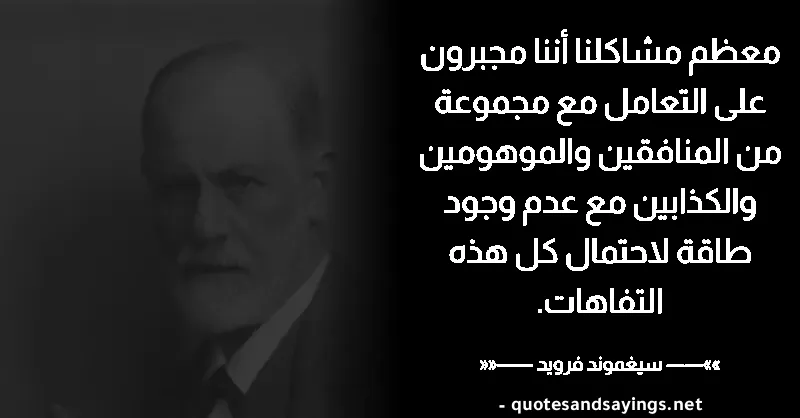 معظم مشاكلنا أننا مجبرون
على التعامل مع مجموعة
من المنافقين والموهومين
والكذابين مع عدم وجود
طاقة لاحتمال كل هذه
التفاهات.
»»—— سيغموند فرويد ——««
- quotesandsayings.net